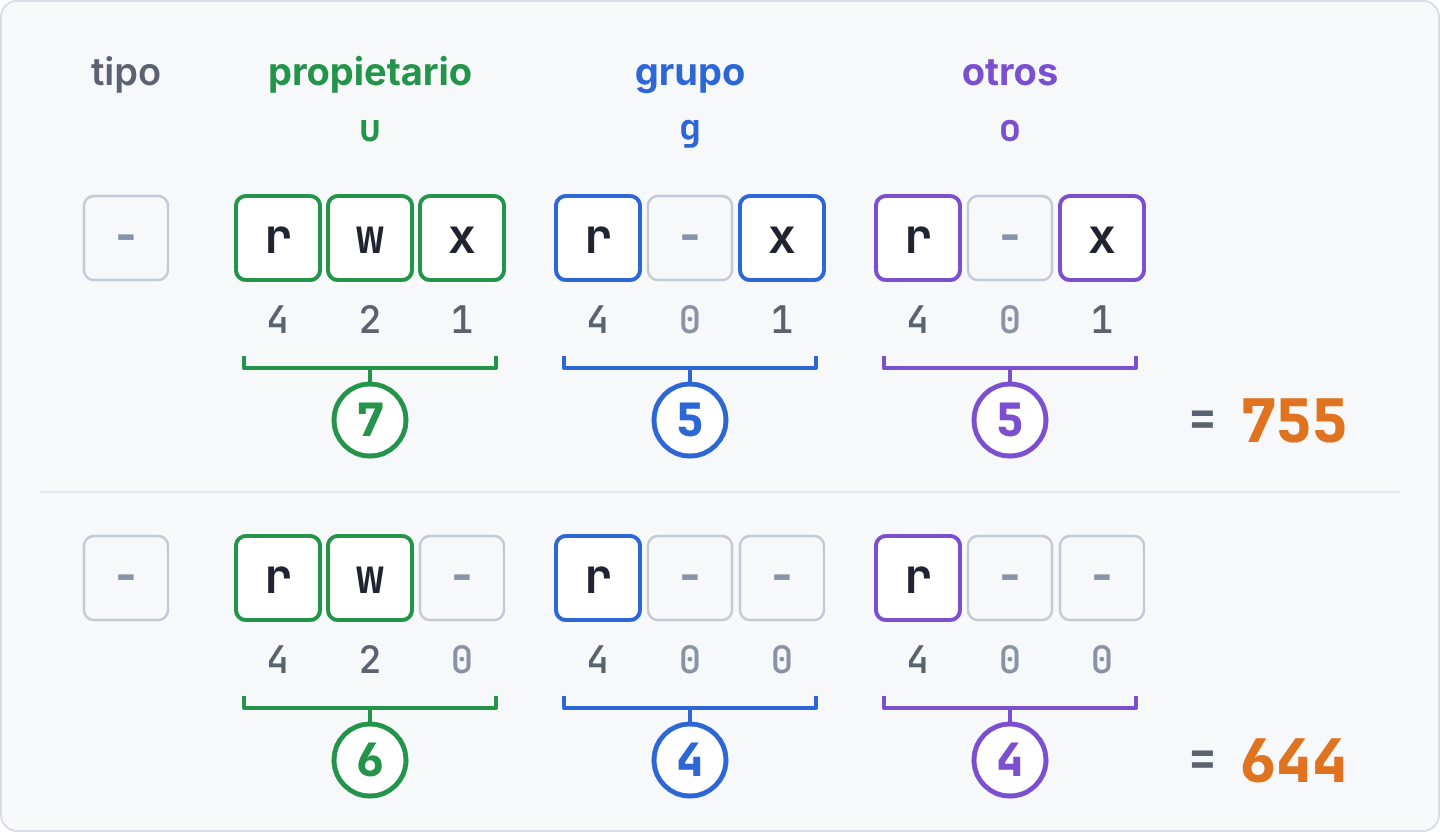 tipo propietario grupo otros
u g o
- r w x r - x r - x
4 2 1 4 0 1 4 0 1
7 5 5 = 755
- r w - r - - r - -
4 2 0 4 0 0 4 0 0
6 4 4 = 644